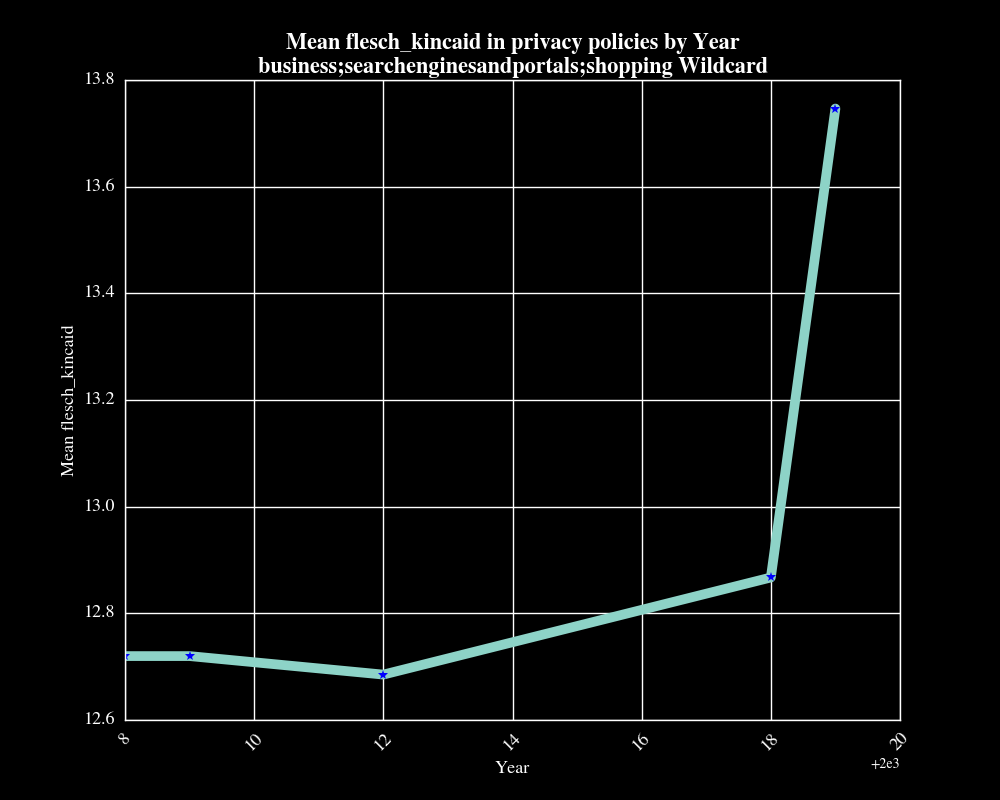 Mean flesch_kincaid in privacy policies by Year
business;searchenginesandportals;shopping Wildcard
13.8
13.6
13.4
13.2
13.0
12.8
12.6
Mean flesch_kincaid
8
10
12
14
16
18
20
+2e3
Year